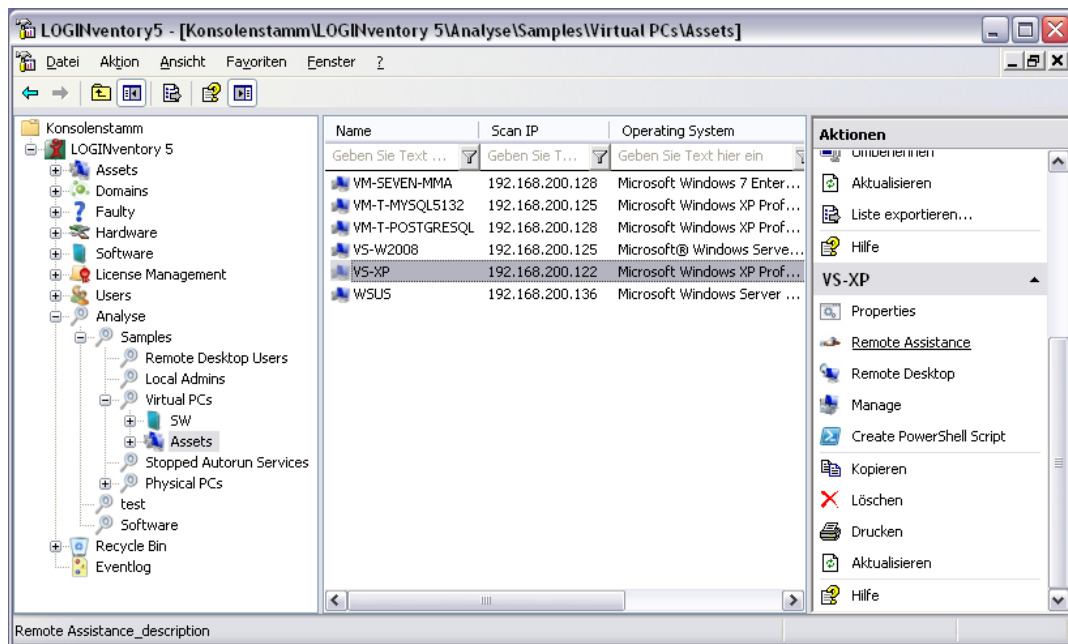 LOGINventory5 - [Konsolenstamm\LOGINventory 5\Analyse\Samples\Virtual PCs\Assets]
Datei Aktion Ansicht Favoriten Fenster ?
Konsolenstamm
LOGINventory 5
Assets
Domains
Faulty
Hardware
Software
License Management
Users
Analyse
Samples
Remote Desktop Users
Local Admins
Virtual PCs
SW
Assets
Stopped Autorun Services
Physical PCs
test
Software
Recycle Bin
Eventlog
Name Scan IP Operating System
Geben Sie Text ... Geben Sie T... Geben Sie Text hier ein
VM-SEVEN-MMA 192.168.200.128 Microsoft Windows 7 Enter...
VM-T-MYSQL5132 192.168.200.125 Microsoft Windows XP Prof...
VM-T-POSTGRESQL 192.168.200.128 Microsoft Windows XP Prof...
VS-W2008 192.168.200.125 Microsoft® Windows Serve...
VS-XP 192.168.200.122 Microsoft Windows XP Prof...
WSUS 192.168.200.136 Microsoft Windows Server ...
Aktionen
Umbenennen
Aktualisieren
Liste exportieren...
Hilfe
VS-XP
Properties
Remote Assistance
Remote Desktop
Manage
Create PowerShell Script
Kopieren
Löschen
Drucken
Aktualisieren
Hilfe
Remote Assistance_description